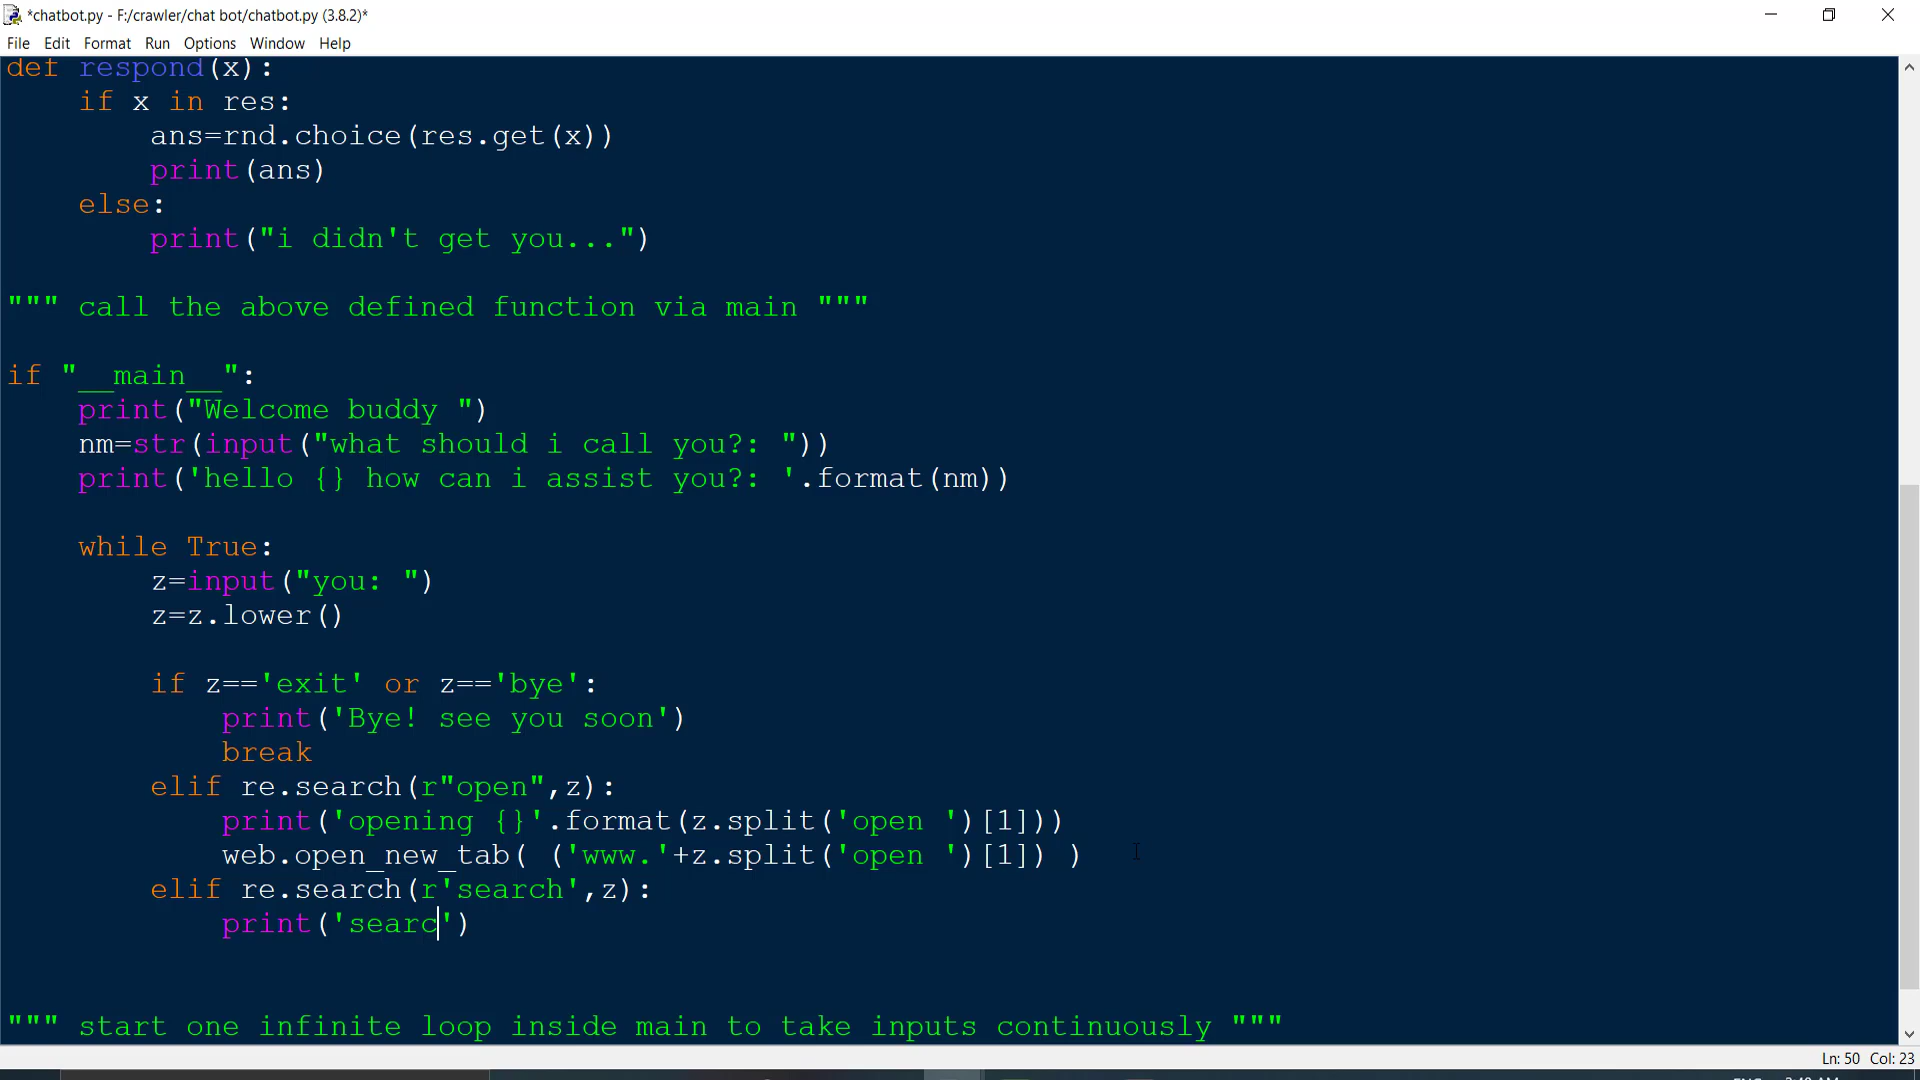 *chatbot.py - F:/crawler/chat bot/chatbot.py (3.8.2)*
File Edit Format Run Options Window Help
def respond(x):
    if x in res:
        ans=rnd.choice(res.get(x))
        print(ans)
    else:
        print("i didn't get you...")
""" call the above defined function via main """
if "__main__":
    print("Welcome buddy ")
    nm=str(input("what should i call you?: "))
    print('hello {} how can i assist you?: '.format(nm))
    while True:
        z=input("you: ")
        z=z.lower()
        if z=='exit' or z=='bye':
            print('Bye! see you soon')
            break
        elif re.search(r"open",z):
            print('opening {}'.format(z.split('open ')[1]))
            web.open_new_tab( ('www.'+z.split('open ')[1]) )
        elif re.search(r'search',z):
            print('searc')
""" start one infinite loop inside main to take inputs continuously """
Ln: 50 Col: 23